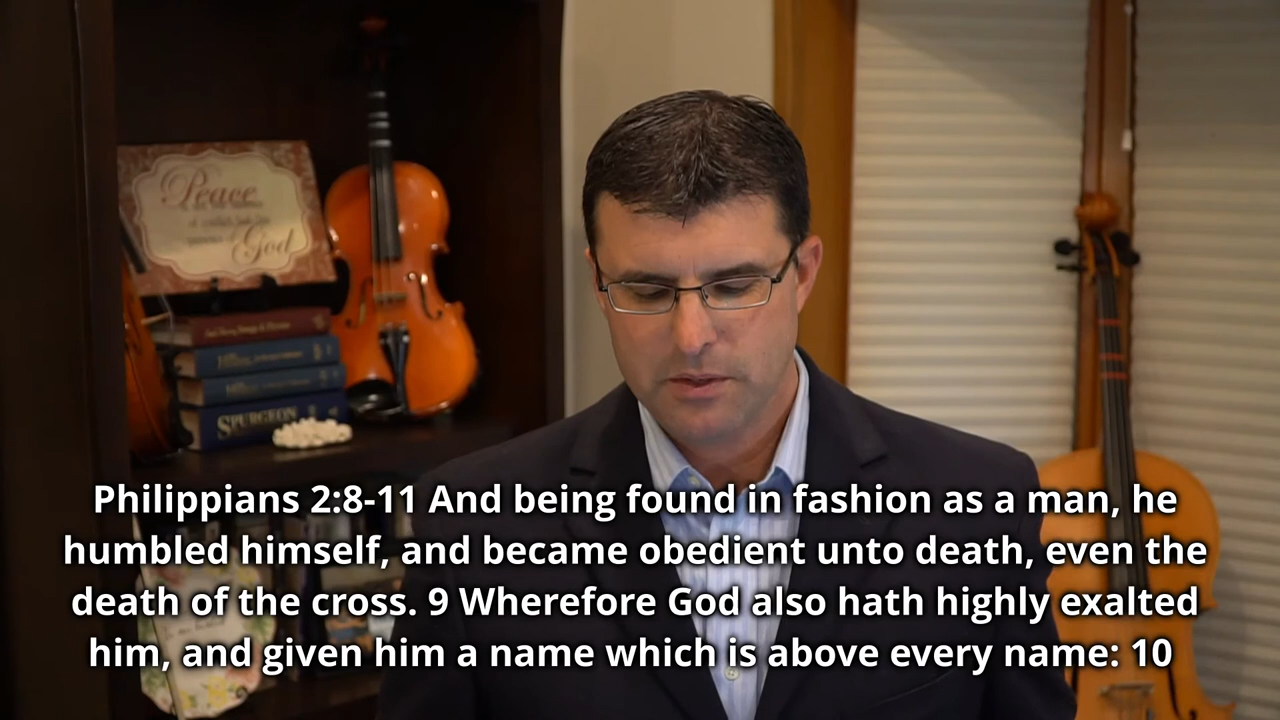 Peace
God
SPURGEON
Philippians 2:8-11 And being found in fashion as a man, he
humbled himself, and became obedient unto death, even the
death of the cross. 9 Wherefore God also hath highly exalted
him, and given him a name which is above every name: 10